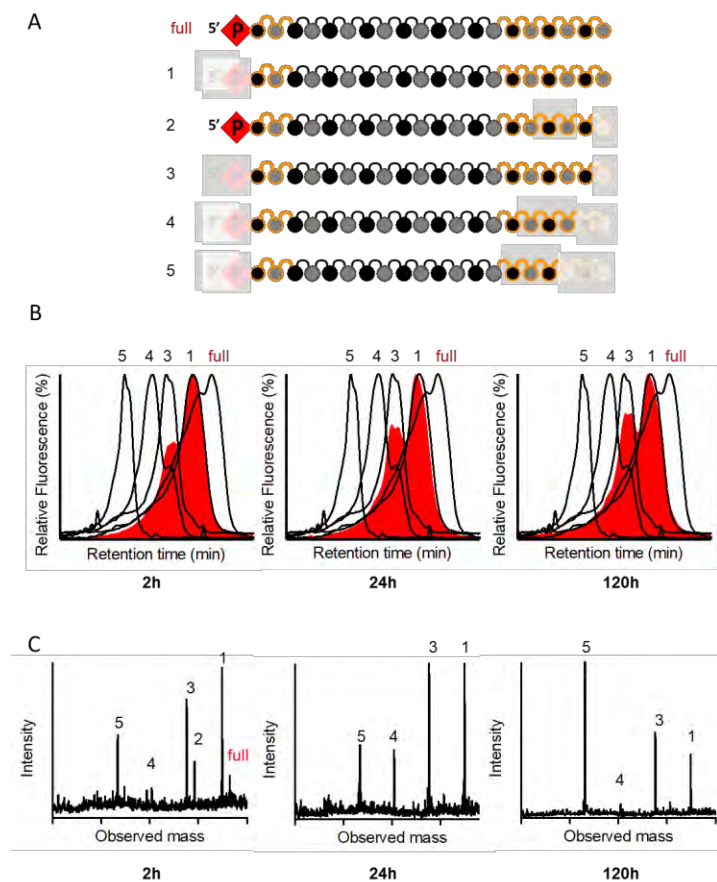 A
full 5' P
1
2 5' P
3
4
5
B
5 4 3 1 full
5 4 3 1 full
5 4 3 1 full
Relative Fluorescence (%)
Relative Fluorescence (%)
Relative Fluorescence (%)
Retention time (min)
Retention time (min)
Retention time (min)
2h
24h
120h
C
5 4 3 2 1 full
5 4 3 1
5 4 3 1
Intensity
Intensity
Intensity
Observed mass
Observed mass
Observed mass
2h
24h
120h